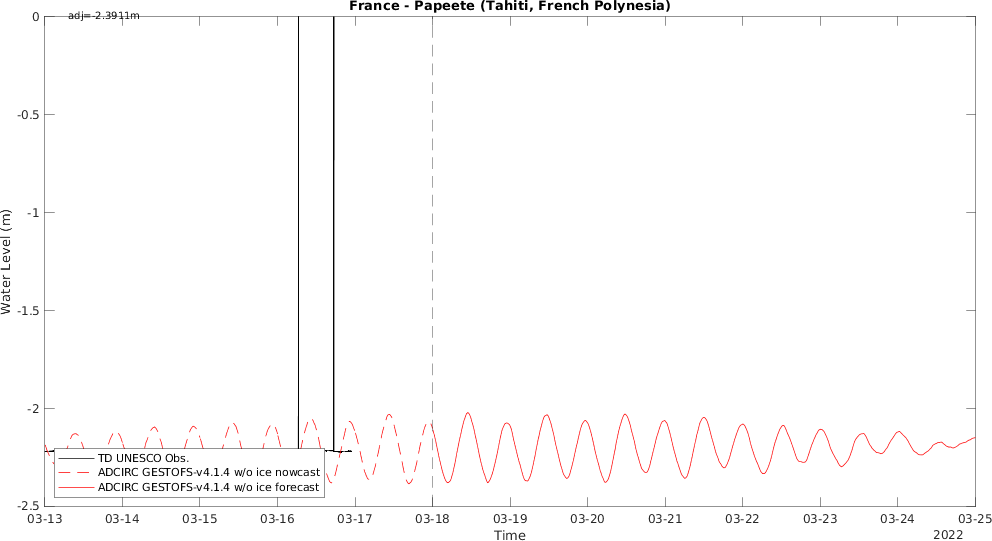 France - Papeete (Tahiti, French Polynesia)
adj=-2.3911m
0
-0.5
-1
-1.5
-2
-2.5
Water Level (m)
TD UNESCO Obs.
ADCIRC GESTOFS-v4.1.4 w/o ice nowcast
ADCIRC GESTOFS-v4.1.4 w/o ice forecast
03-13 03-14 03-15 03-16 03-17 03-18 03-19 03-20 03-21 03-22 03-23 03-24 03-25
Time
2022